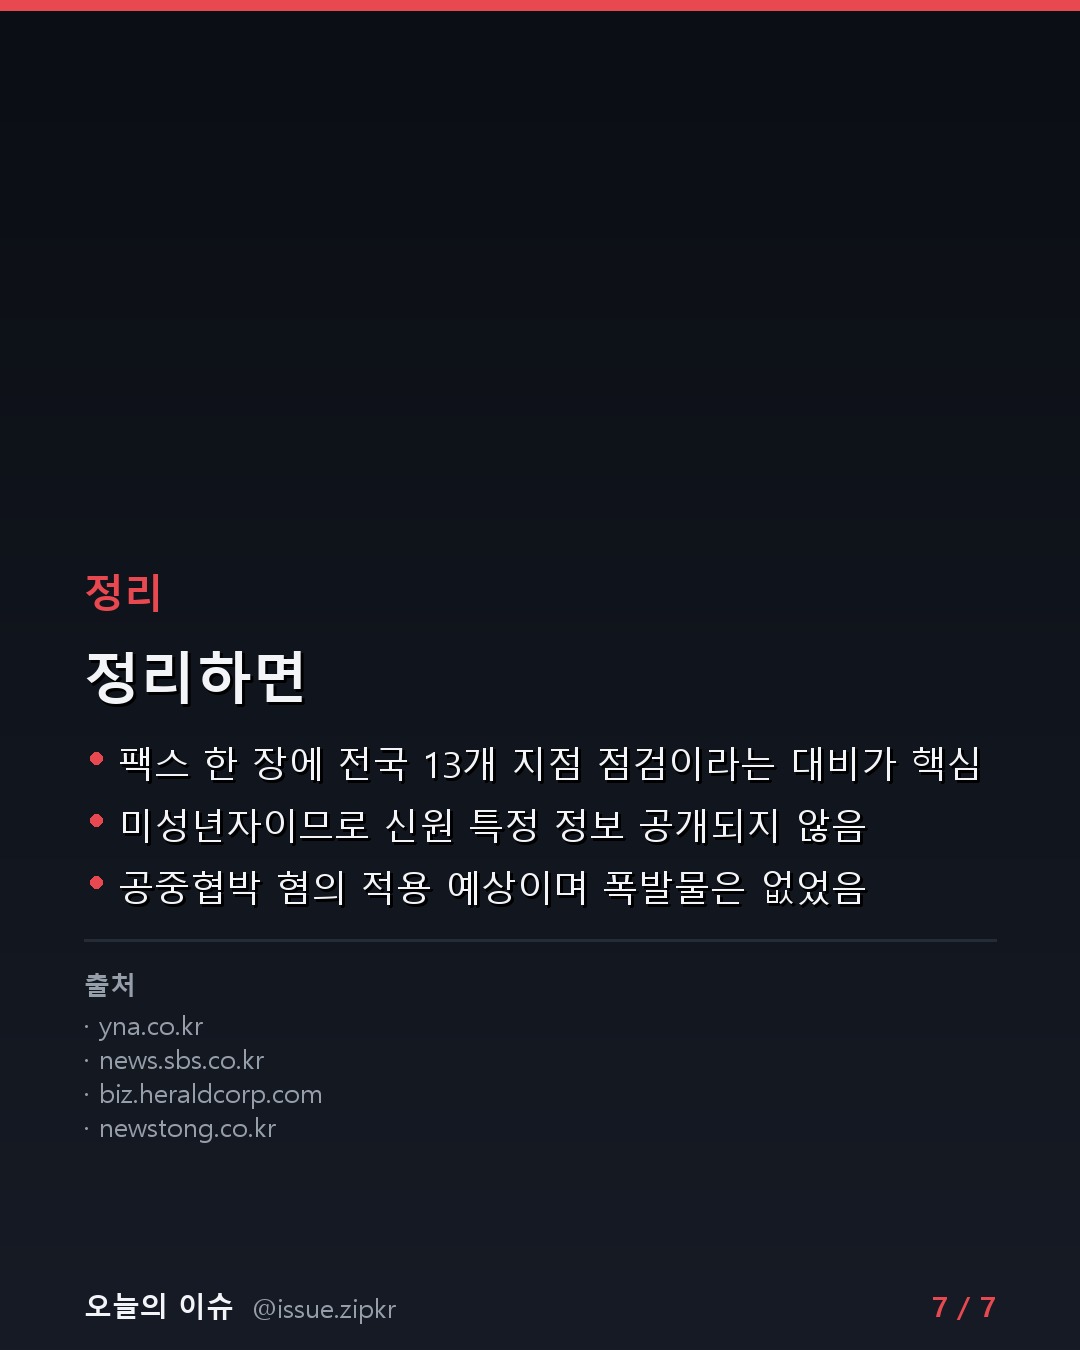 정리
정리하면
• 팩스 한 장에 전국 13개 지점 점검이라는 대비가 핵심
• 미성년자이므로 신원 특정 정보 공개되지 않음
• 공중협박 혐의 적용 예상이며 폭발물은 없었음
출처
· yna.co.kr
· news.sbs.co.kr
· biz.heraldcorp.com
· newstong.co.kr
오늘의 이슈 @issue.zipkr 7 / 7